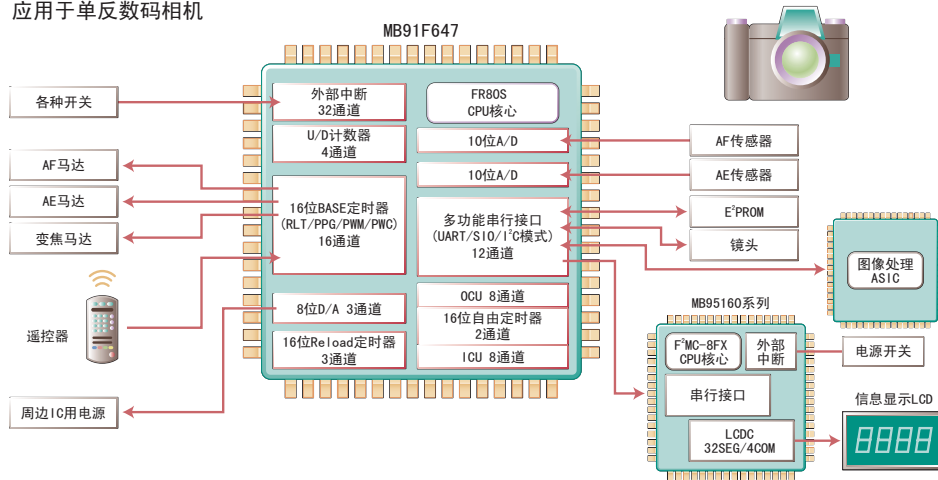 应用于单反数码相机
MB91F647
各种开关
AF马达
AE马达
变焦马达
遥控器
周边IC用电源
外部中断
32通道
U/D计数器
4通道
16位BASE定时器
(RLT/PPG/PWM/PWC)
16通道
8位D/A 3通道
16位Reload定时器
3通道
FR80S
CPU核心
10位A/D
10位A/D
多功能串行接口
(UART/SIO/I²C模式)
12通道
OCU 8通道
16位自由定时器
2通道
ICU 8通道
AF传感器
AE传感器
E²PROM
镜头
图像处理
ASIC
MB95160系列
F²MC-8FX
CPU核心
外部
中断
串行接口
LCDC
32SEG/4COM
电源开关
信息显示LCD
8888